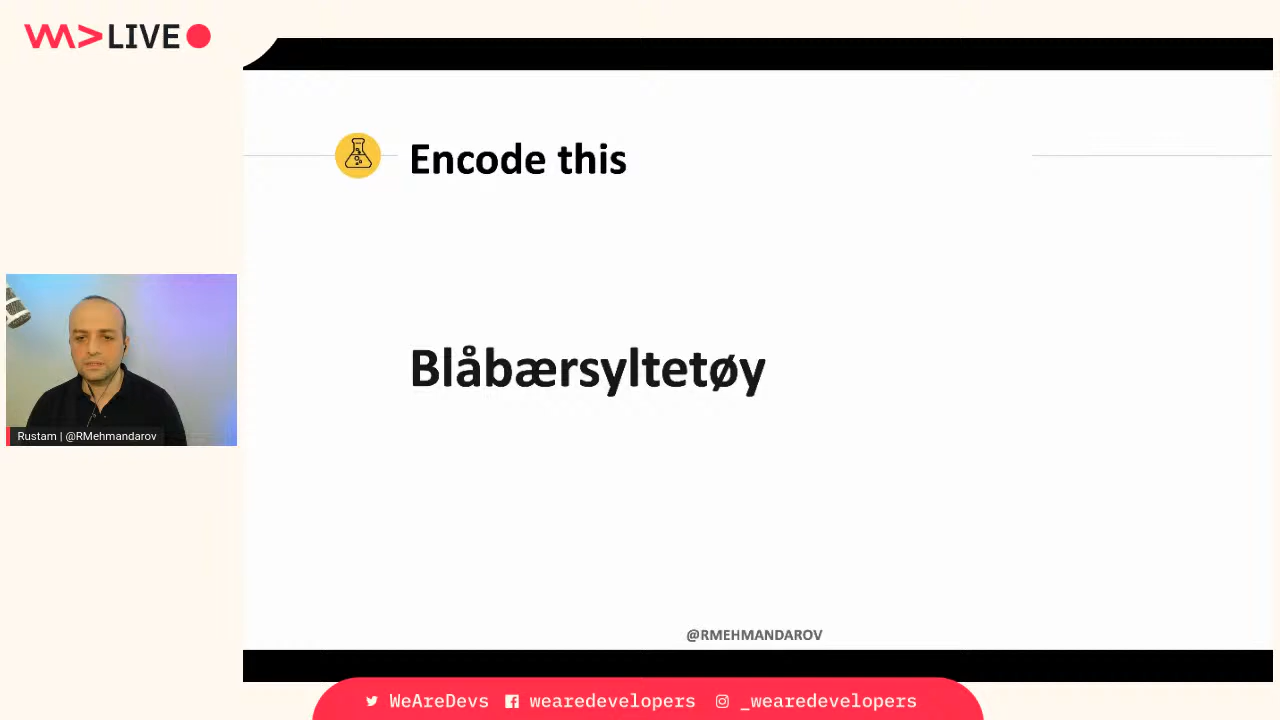 LIVE
Encode this
Blåbærsyltetøy
Rustam | @RMehmandarov
@RMEHMANDAROV
WeAreDevs wearedevelopers _wearedevelopers